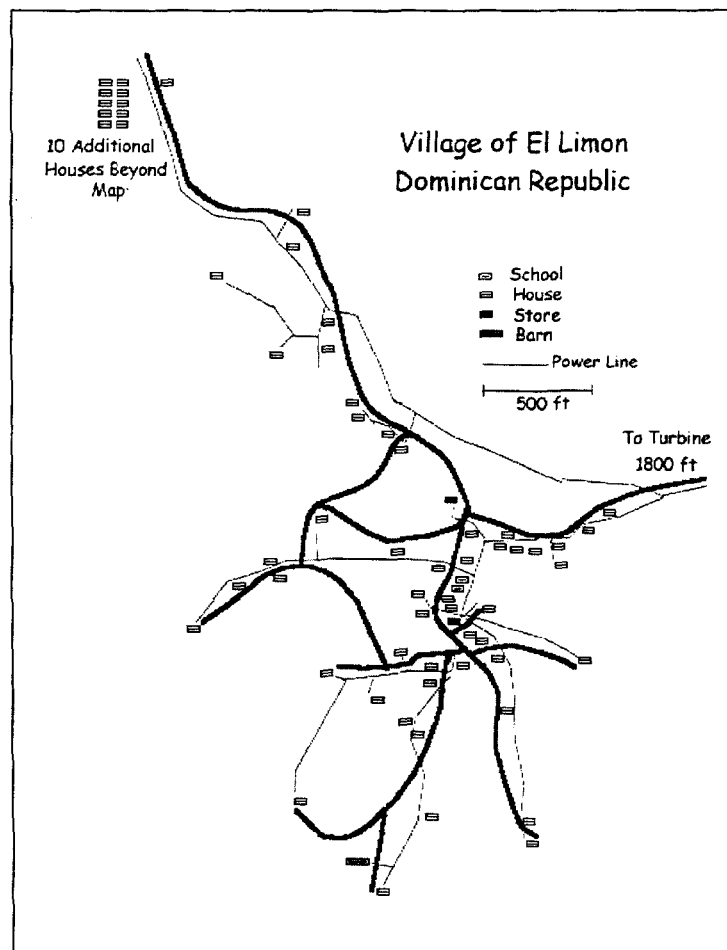 Village of El Limon
Dominican Republic
10 Additional
Houses Beyond
Map
School
House
Store
Barn
Power Line
500 ft
To Turbine
1800 ft